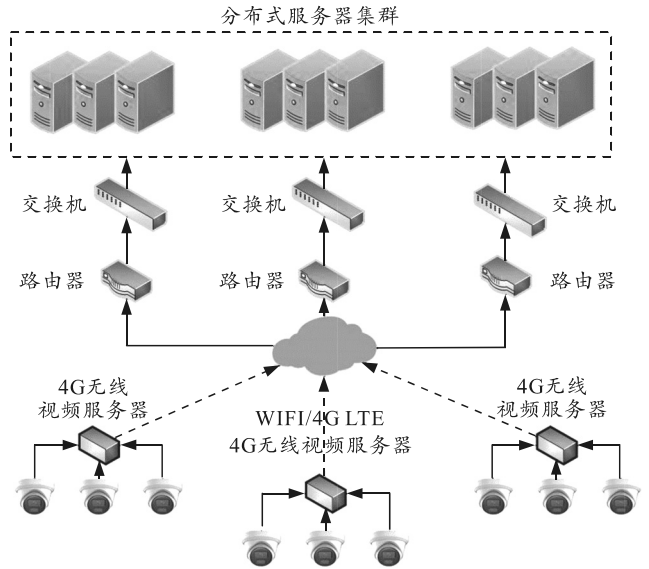 分布式服务器集群
交换机
交换机
交换机
路由器
路由器
路由器
4G无线
视频服务器
WIFI/4G LTE
4G无线视频服务器
4G无线
视频服务器